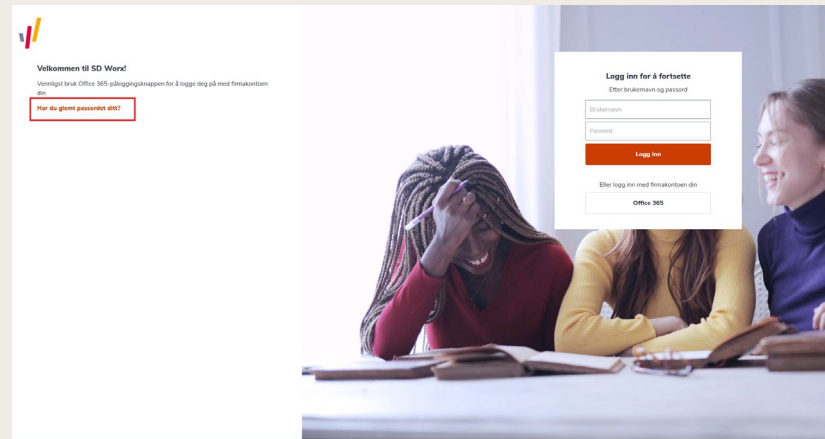 Velkommen til SD Worx!
Vennligst bruk Office 365-påloggingsknappen for å logge deg på med firmakontoen
din.
Har du glemt passordet ditt?
Logg inn for å fortsette
Etter brukernavn og passord
Brukernavn
Passord
Logg inn
Eller logg inn med firmakontoen din
Office 365